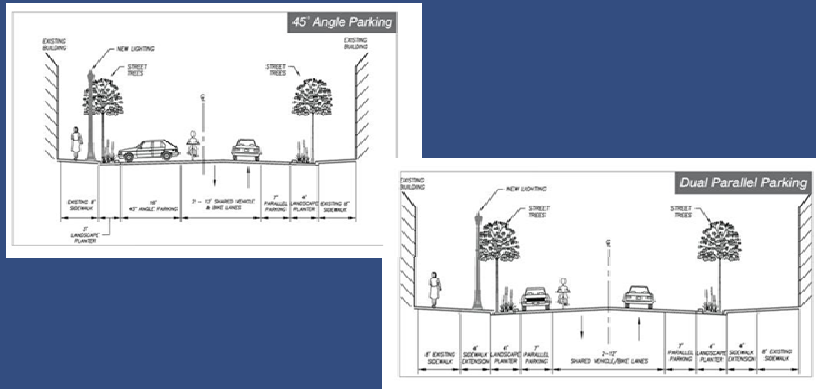 45° Angle Parking
EXISTING
BUILDING
NEW LIGHTING
STREET
TREES
STREET
TREES
EXISTING
BUILDING
EXISTING 8'
SIDEWALK
3'
LANDSCAPE
PLANTER
45° ANGLE PARKING
SHARED VEHICLE
& BIKE LANES
7'
PARALLEL
PARKING
4'
LANDSCAPE
PLANTER
EXISTING 8'
SIDEWALK
Dual Parallel Parking
EXISTING
BUILDING
NEW LIGHTING
STREET
TREES
STREET
TREES
EXISTING
BUILDING
8' EXISTING
SIDEWALK
4'
SIDEWALK
EXTENSION
LANDSCAPE
PLANTER
7'
PARALLEL
PARKING
2-12'
SHARED VEHICLE/BIKE LANES
7'
PARALLEL
PARKING
LANDSCAPE
PLANTER
SIDEWALK
EXTENSION
8' EXISTING
SIDEWALK